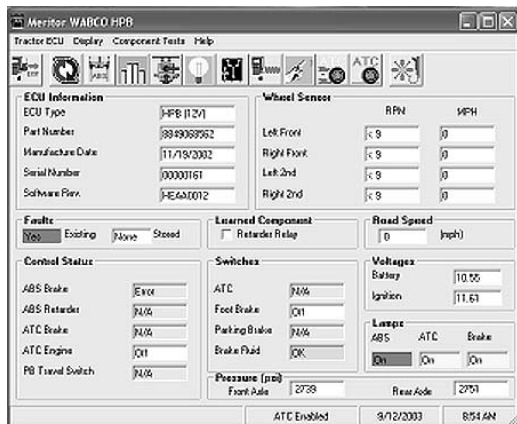 Meritor WABCO HPB
Tractor ECU Display Component Tests Help
ABS
ATC
ECU Information
ECU Type HPB (12V)
Part Number
Manufacture Date 11/19/2002
Serial Number 00000161
Software Rev.
Wheel Sensor
RPM MPH
Left Front < 9 0
Right Front < 9 0
Left 2nd < 9 0
Right 2nd < 9 0
Faults
Yes Existing None Stored
Learned Component
Retarder Relay
Road Speed
0 (mph)
Control Status
ABS Brake Error
ABS Retarder N/A
ATC Brake N/A
ATC Engine Off
PB Travel Switch N/A
Switches
ATC N/A
Foot Brake Off
Parking Brake N/A
Brake Fluid OK
Voltages
Battery 10.55
Ignition 11.61
Lamps
ABS ATC Brake
On On On
Pressure (psi)
Front Axle 2739 Rear Axle 2751
ATC Enabled 9/12/2003 8:54 AM